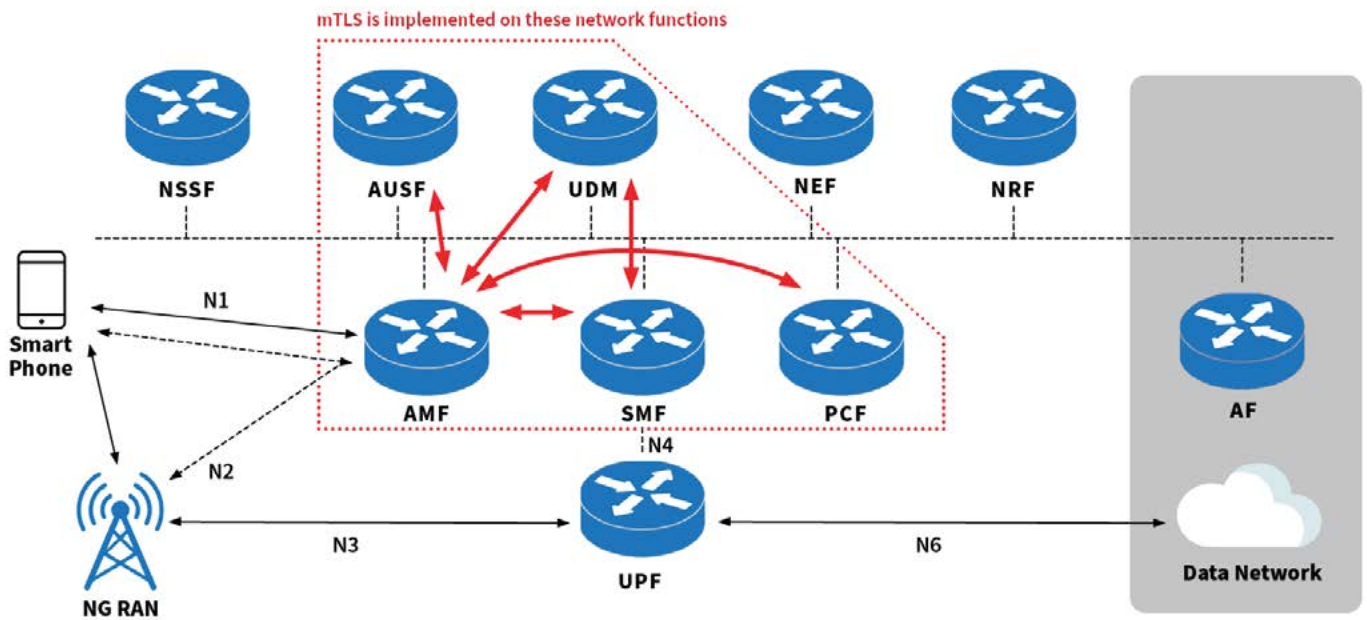 mTLS is implemented on these network functions
NSSF
AUSF
UDM
NEF
NRF
N1
Smart
Phone
AMF
SMF
PCF
AF
N4
N2
N3
N6
UPF
Data Network
NG RAN